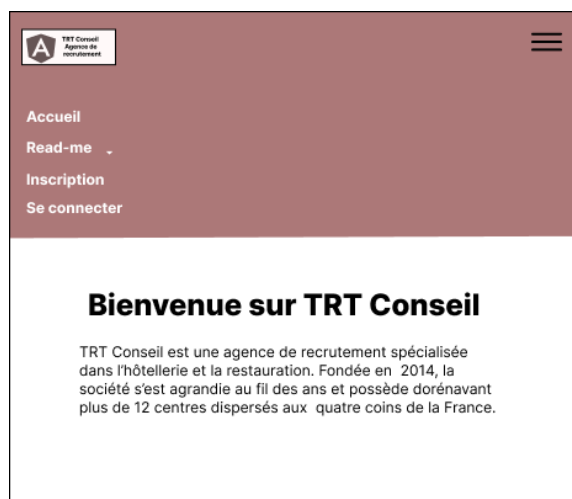 A
TRT Conseil
Agence de
recrutement
Accueil
Read-me
Inscription
Se connecter
Bienvenue sur TRT Conseil
TRT Conseil est une agence de recrutement spécialisée
dans l'hôtellerie et la restauration. Fondée en 2014, la
société s'est agrandie au fil des ans et possède dorénavant
plus de 12 centres dispersés aux quatre coins de la France.